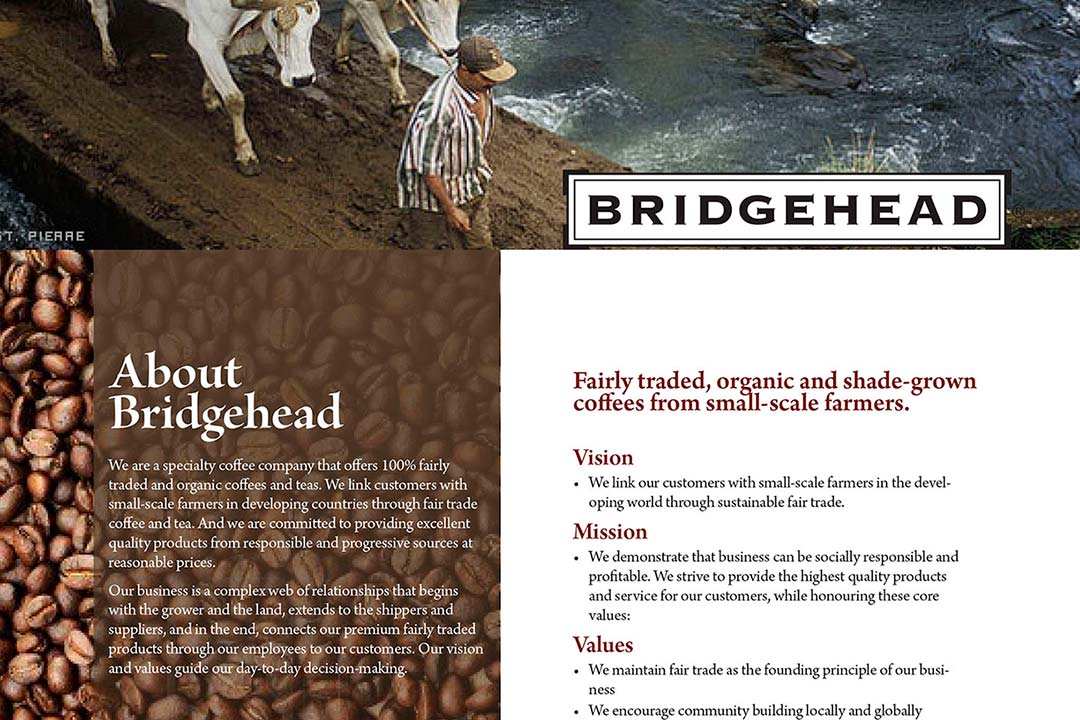 ST. PIERRE
BRIDGEHEAD
About
Bridgehead
We are a specialty coffee company that offers 100% fairly
traded and organic coffees and teas. We link customers with
small-scale farmers in developing countries through fair trade
coffee and tea. And we are committed to providing excellent
quality products from responsible and progressive sources at
reasonable prices.
Our business is a complex web of relationships that begins
with the grower and the land, extends to the shippers and
suppliers, and in the end, connects our premium fairly traded
products through our employees to our customers. Our vision
and values guide our day-to-day decision-making.
Fairly traded, organic and shade-grown
coffees from small-scale farmers.
Vision
• We link our customers with small-scale farmers in the devel-
oping world through sustainable fair trade.
Mission
• We demonstrate that business can be socially responsible and
profitable. We strive to provide the highest quality products
and service for our customers, while honouring these core
values:
Values
• We maintain fair trade as the founding principle of our busi-
ness
• We encourage community building locally and globally